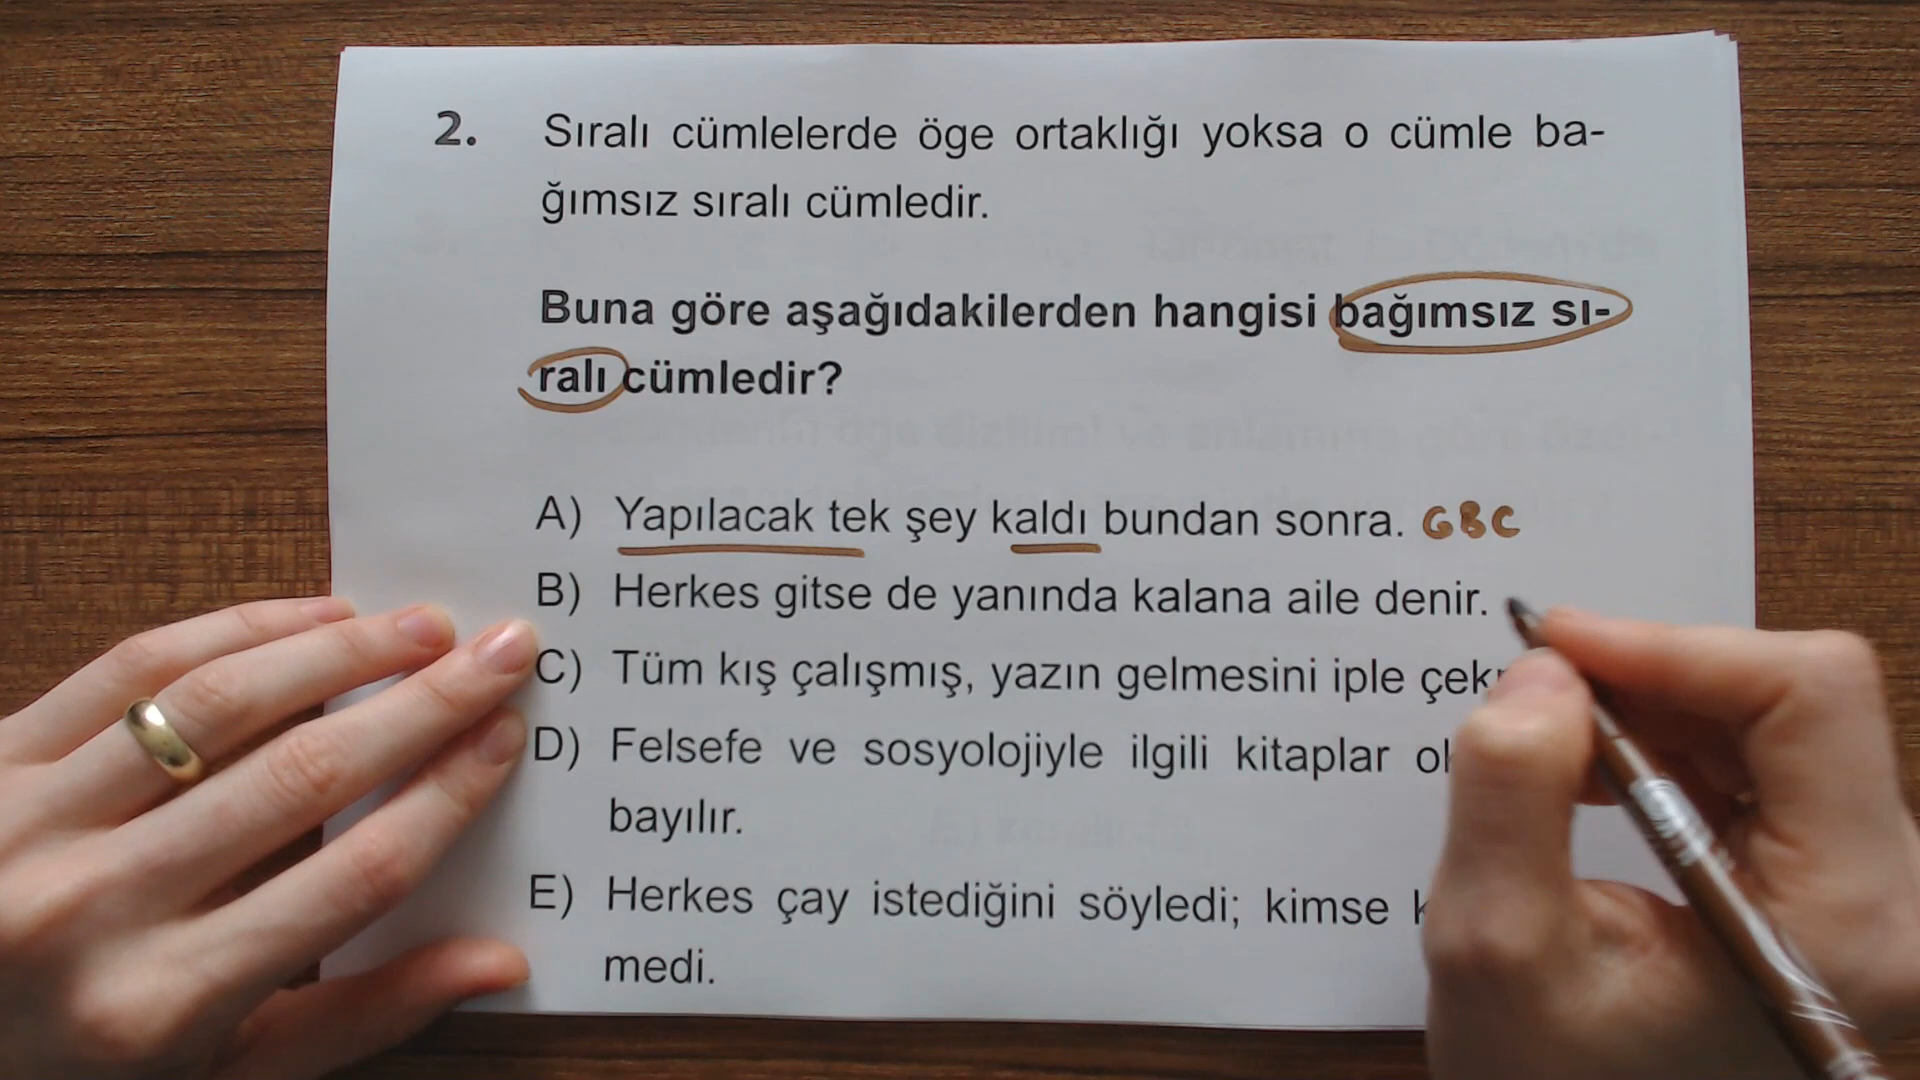 2. Sıralı cümlelerde öge ortaklığı yoksa o cümle ba-
ğımsız sıralı cümledir.
Buna göre aşağıdakilerden hangisi bağımsız sı-
ralı cümledir?
A) Yapılacak tek şey kaldı bundan sonra. GBC
B) Herkes gitse de yanında kalana aile denir.
C) Tüm kış çalışmış, yazın gelmesini iple
D) Felsefe ve sosyolojiyle ilgili kitaplar
bayılır.
E) Herkes çay istediğini söyledi; kimse
medi.